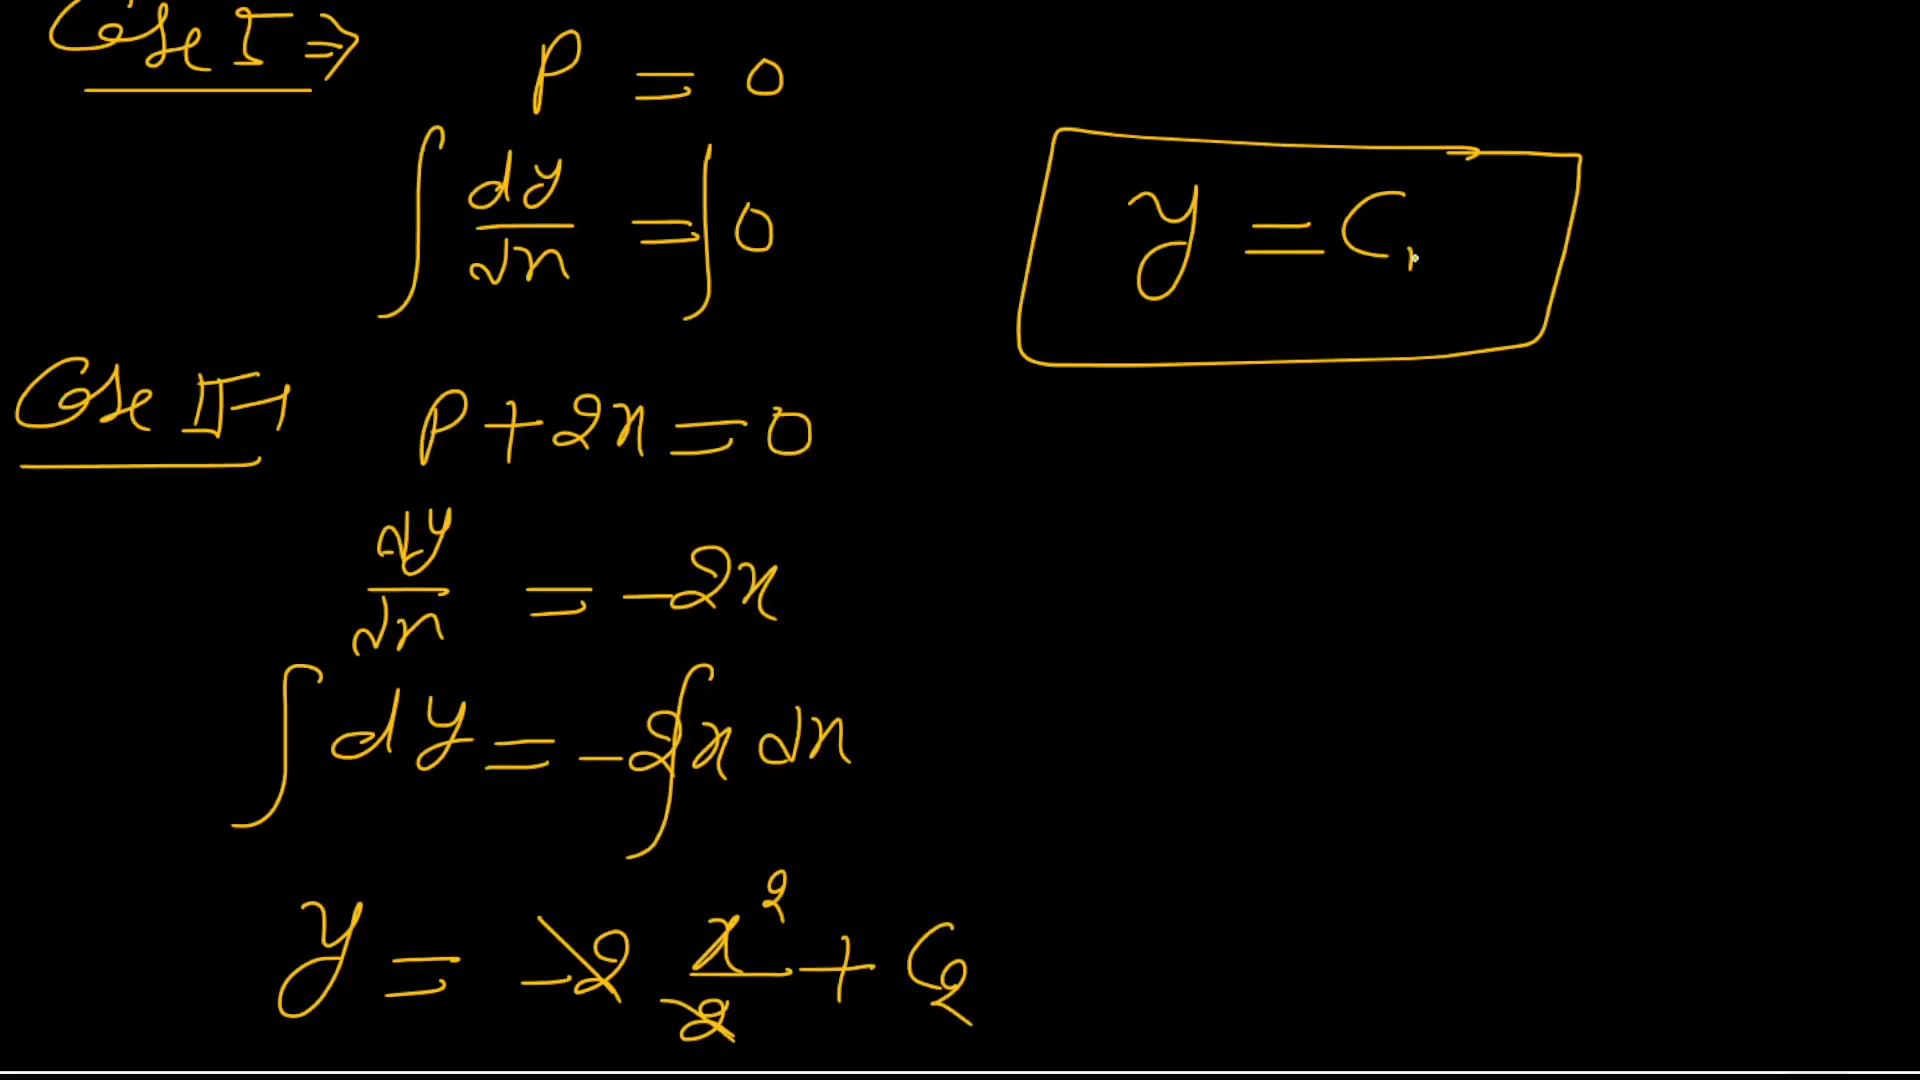 Case I ⇒ P = 0
∫ dy/dx = ∫ 0
y = C₁
Case II→ P + 2x = 0
dy/dx = -2x
∫ dy = -2∫ x dx
y = -2 x²/2 + C₂